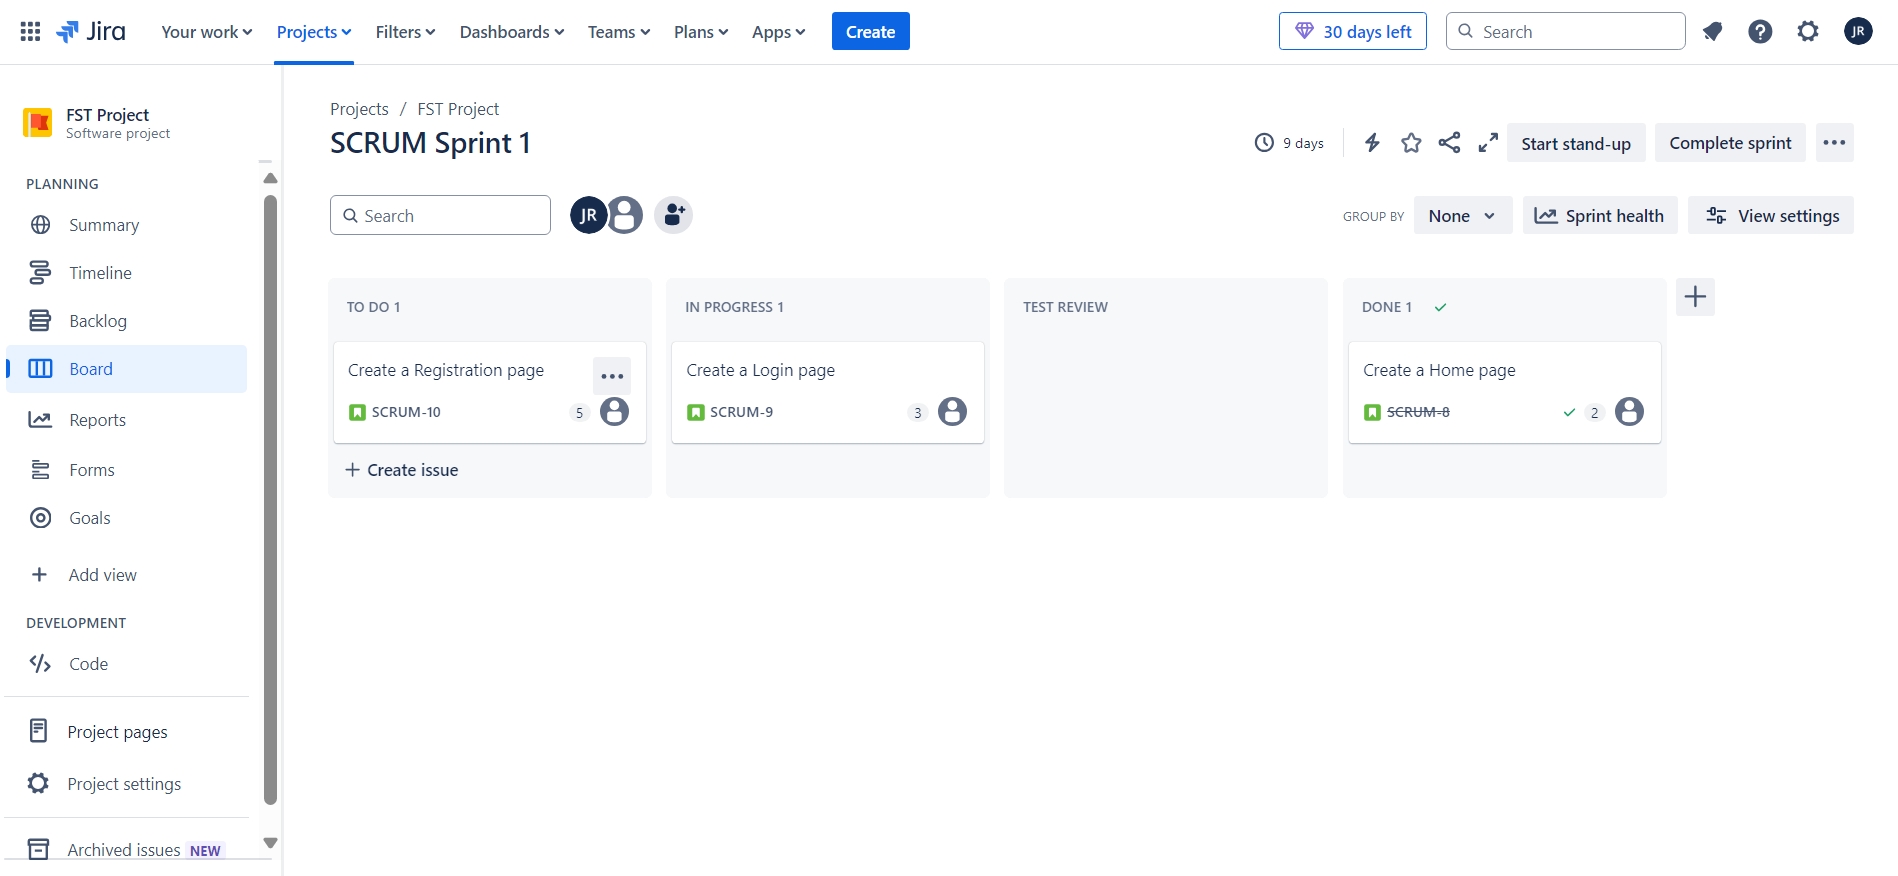 Jira
Your work
Projects
Filters
Dashboards
Teams
Plans
Apps
Create
30 days left
Search
JR
FST Project
Software project
PLANNING
Summary
Timeline
Backlog
Board
Reports
Forms
Goals
Add view
DEVELOPMENT
Code
Project pages
Project settings
Archived issues NEW
Projects / FST Project
SCRUM Sprint 1
9 days
Start stand-up
Complete sprint
Search
JR
GROUP BY
None
Sprint health
View settings
TO DO 1
Create a Registration page
SCRUM-10
5
+ Create issue
IN PROGRESS 1
Create a Login page
SCRUM-9
3
TEST REVIEW
DONE 1
Create a Home page
SCRUM-8
2